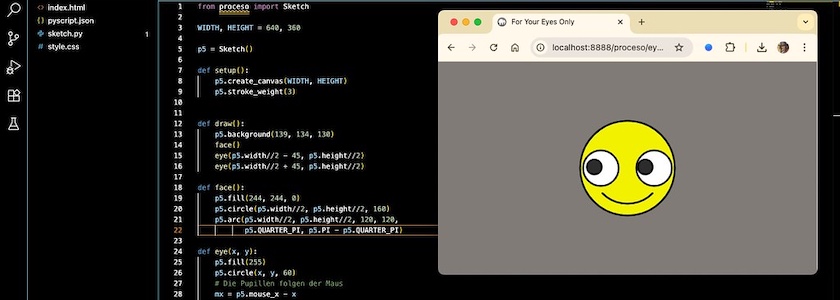 index.html
pyscript.json
sketch.py 1
style.css
1 from proceso import Sketch
2
3 WIDTH, HEIGHT = 640, 360
4
5 p5 = Sketch()
6
7 def setup():
8 p5.create_canvas(WIDTH, HEIGHT)
9 p5.stroke_weight(3)
10
11
12 def draw():
13 p5.background(139, 134, 130)
14 face()
15 eye(p5.width//2 - 45, p5.height//2)
16 eye(p5.width//2 + 45, p5.height//2)
17
18 def face():
19 p5.fill(244, 244, 0)
20 p5.circle(p5.width//2, p5.height//2, 160)
21 p5.arc(p5.width//2, p5.height//2, 120, 120,
22 p5.QUARTER_PI, p5.PI - p5.QUARTER_PI)
23
24 def eye(x, y):
25 p5.fill(255)
26 p5.circle(x, y, 60)
27 # Die Pupillen folgen der Maus
28 mx = p5.mouse_x - x
For Your Eyes Only
localhost:8888/proceso/ey...